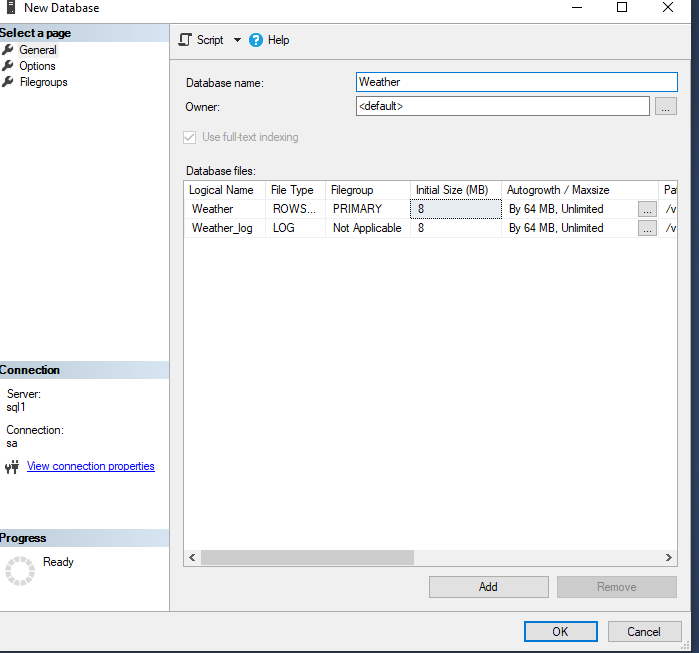 New Database
Select a page
General
Options
Filegroups
Script Help
Database name: Weather
Owner: <default> ...
Use full-text indexing
Database files:
Logical Name File Type Filegroup Initial Size (MB) Autogrowth / Maxsize Pa
Weather ROWS... PRIMARY 8 By 64 MB, Unlimited ... /v
Weather_log LOG Not Applicable 8 By 64 MB, Unlimited ... /v
Connection
Server:
sql1
Connection:
sa
View connection properties
Progress
Ready
Add Remove
OK Cancel